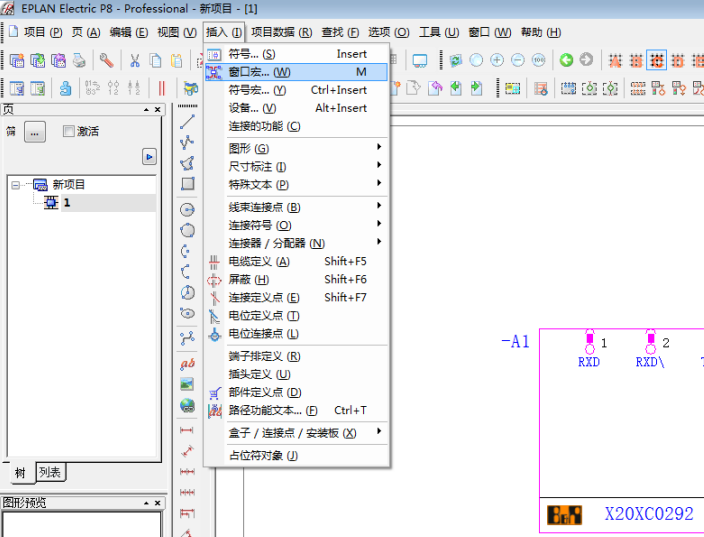 EPLAN Electric P8 - Professional - 新项目 - [1]
项目 (P) 页 (A) 编辑 (E) 视图 (V) 插入 (I) 项目数据 (R) 查找 (F) 选项 (O) 工具 (U) 窗口 (W) 帮助 (H)
符号... (S) Insert
窗口宏... (W) M
符号宏... (Y) Ctrl+Insert
设备... (V) Alt+Insert
连接的功能 (C)
图形 (G)
尺寸标注 (I)
特殊文本 (P)
线束连接点 (B)
连接符号 (O)
连接器 / 分配器 (N)
电缆定义 (A) Shift+F5
屏蔽 (H) Shift+F6
连接定义点 (E) Shift+F7
电位定义点 (T)
电位连接点 (L)
端子排定义 (R)
插头定义 (U)
部件定义点 (D)
路径功能文本... (F) Ctrl+T
盒子 / 连接点 / 安装板 (X)
占位符对象 (J)
页
筛 ... 激活
新项目
1
树 列表
图形预览
100
ab
-A1
1 2
RXD RXD\
B&R X20XC0292